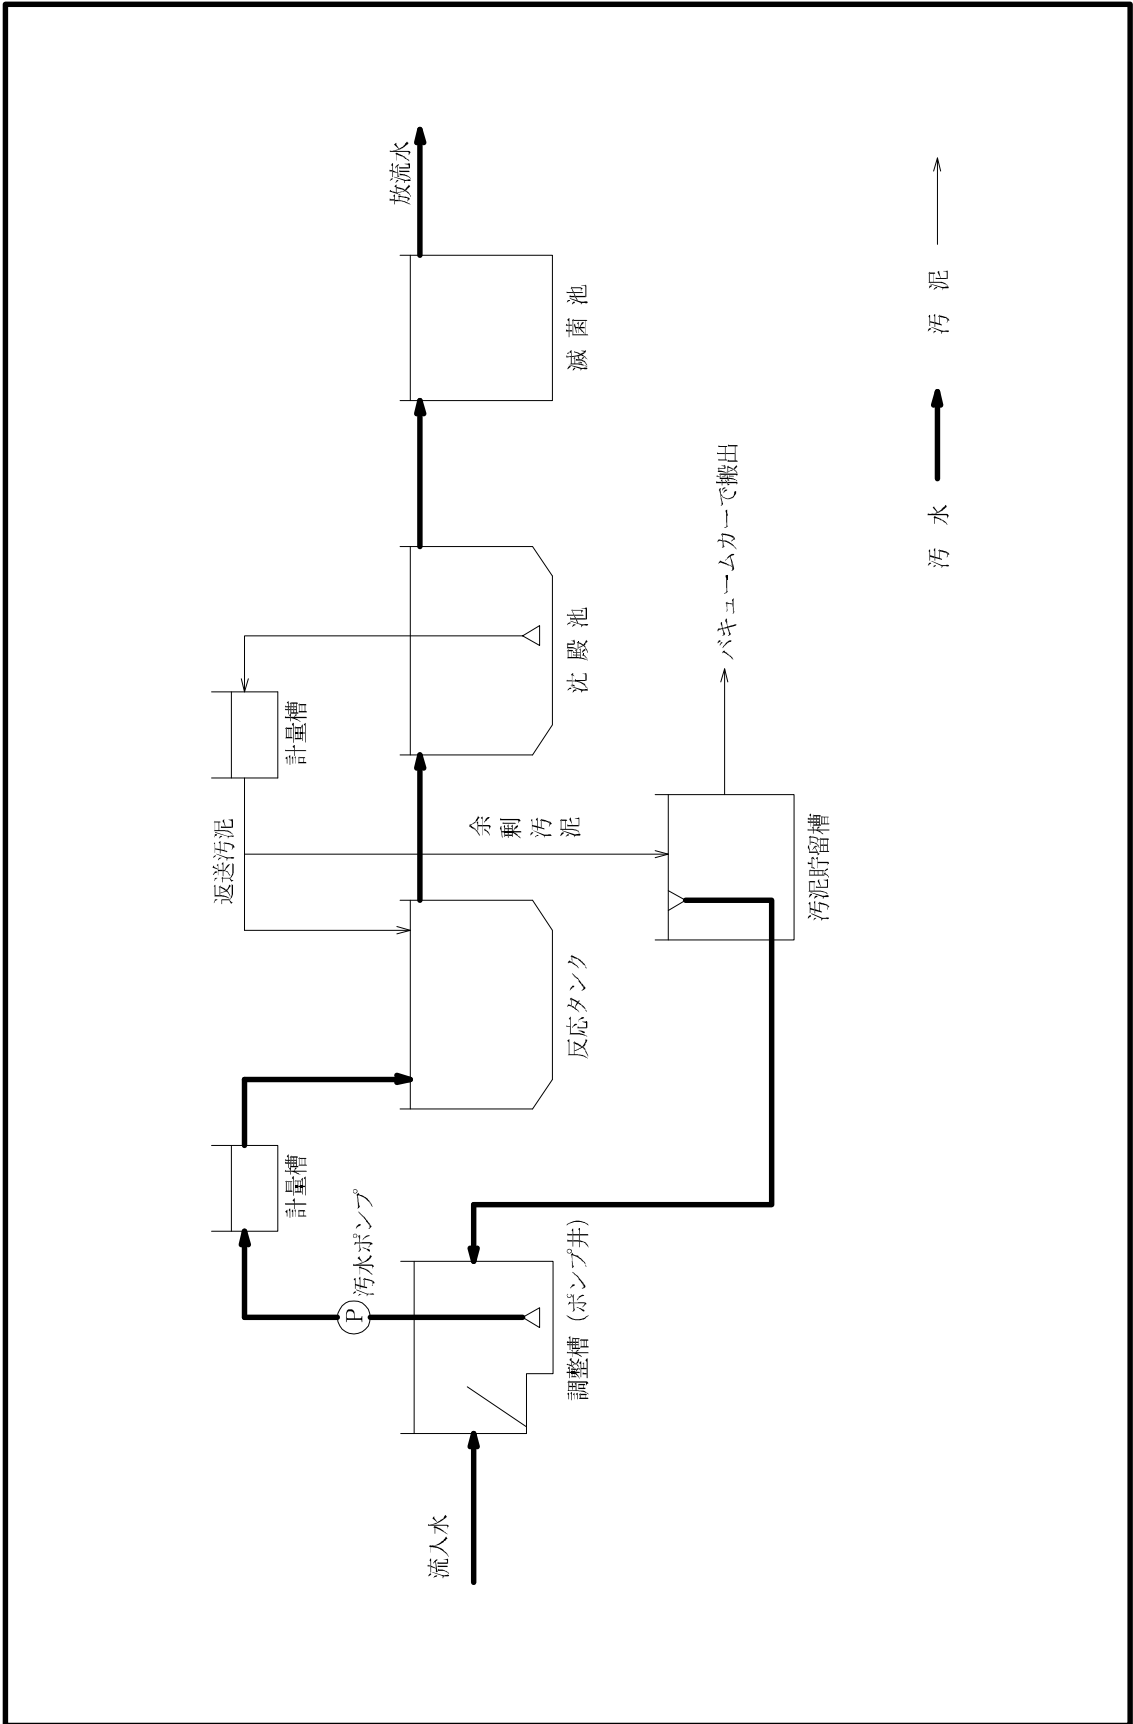 流入水
調整槽（ポンプ井）
P
汚水ポンプ
計量槽
反応タンク
返送汚泥
計量槽
余剰汚泥
沈殿池
滅菌池
放流水
汚泥貯留槽
バキュームカーで搬出
汚水
汚泥